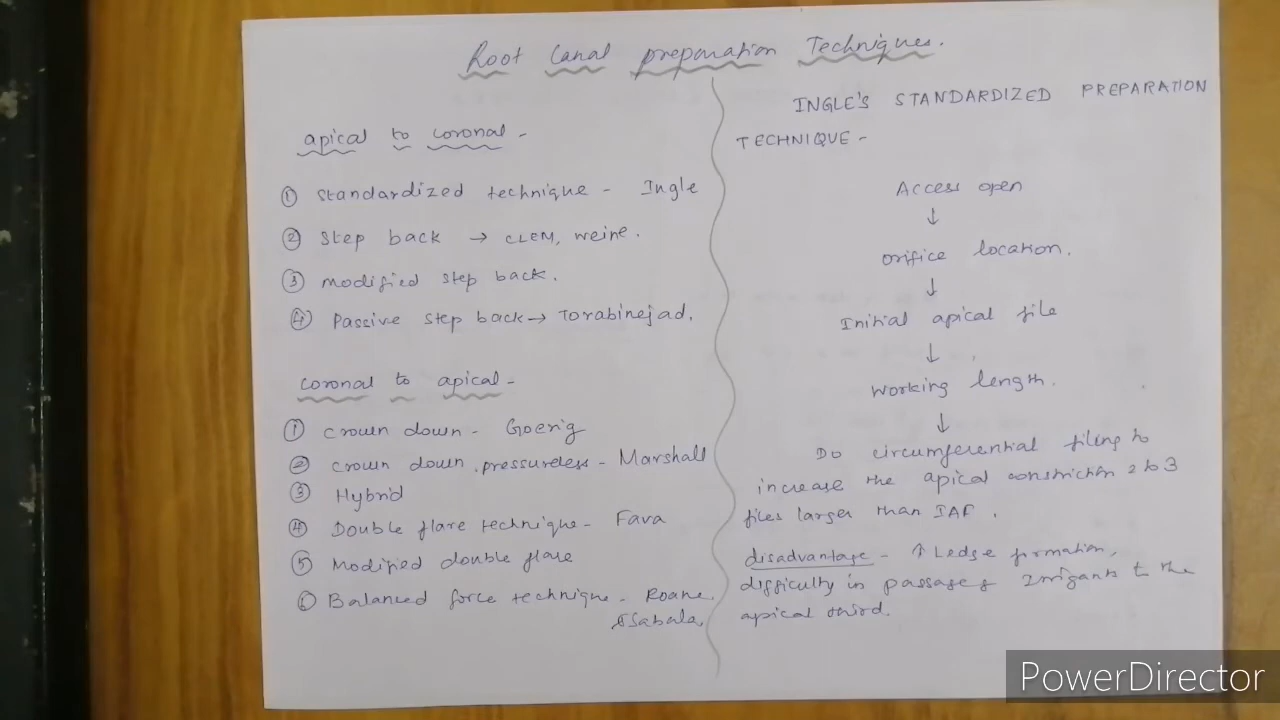 Root Canal preparation Techniques.
apical to coronal -
① Standardized technique - Ingle
② Step back → CLEM, weine.
③ Modified step back.
④ Passive step back → Torabinejad.
coronal to apical -
① crown down - Goerig
② crown down pressureless - Marshall
③ Hybrid
④ Double flare technique - Fava
⑤ Modified double flare
⑥ Balanced force technique - Roane
& Sabala
INGLE'S STANDARDIZED PREPARATION
TECHNIQUE -
Access open
↓
orifice location.
↓
Initial apical file
↓
Working length.
↓
Do circumferential filing to
increase the apical constriction 2 to 3
files larger than IAF.
disadvantage - ↑ Ledge formation,
difficulty in passage of Irrigants to the
apical third.
PowerDirector